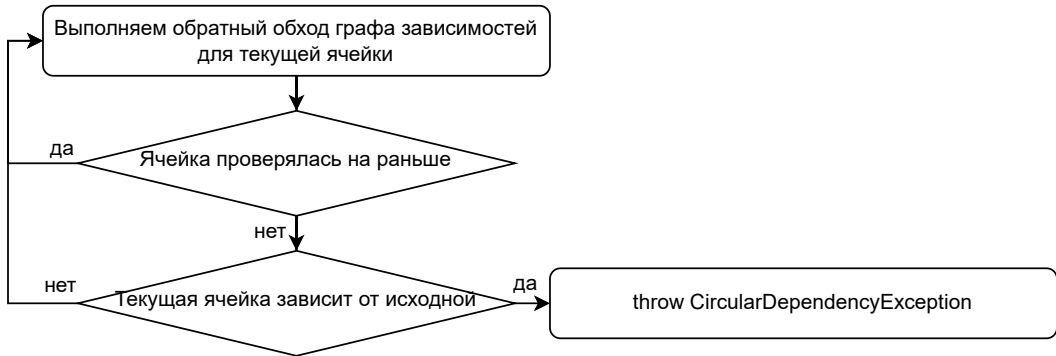 Выполняем обратный обход графа зависимостей
для текущей ячейки
да
Ячейка проверялась на раньше
нет
нет
Текущая ячейка зависит от исходной
да
throw CircularDependencyException